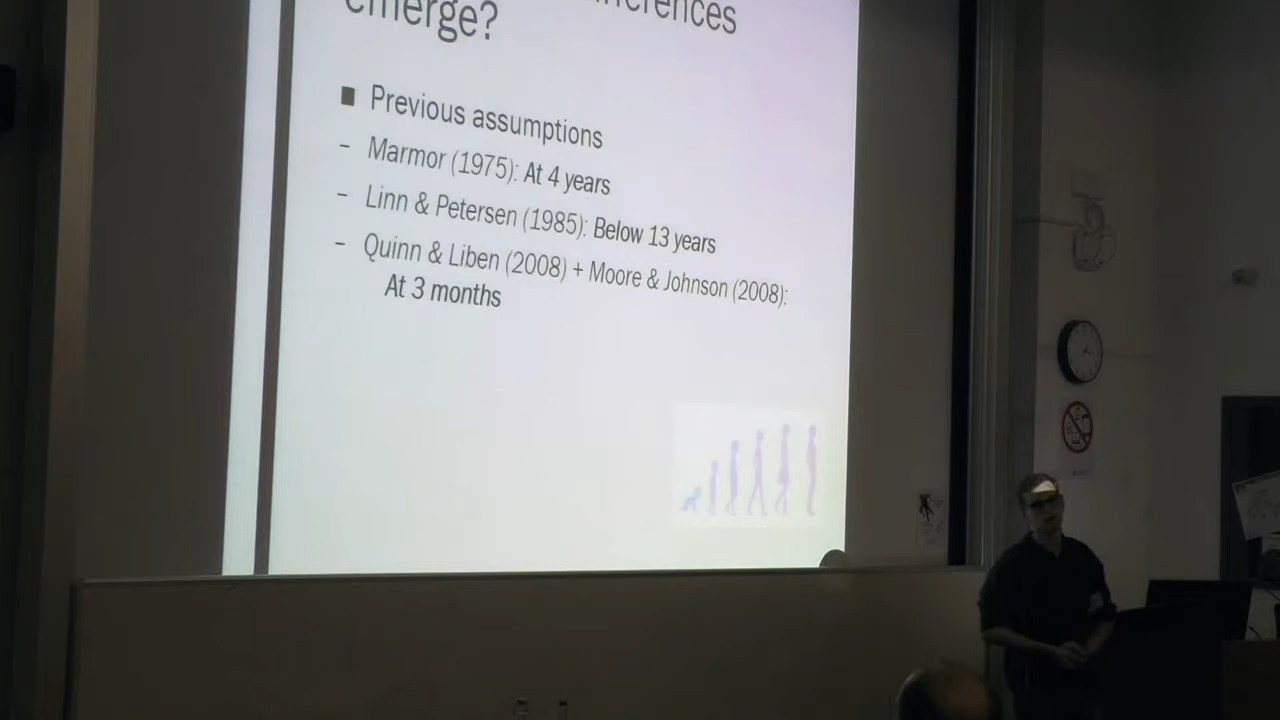 differences
emerge?
Previous assumptions
– Marmor (1975): At 4 years
– Linn & Petersen (1985): Below 13 years
– Quinn & Liben (2008) + Moore & Johnson (2008):
At 3 months